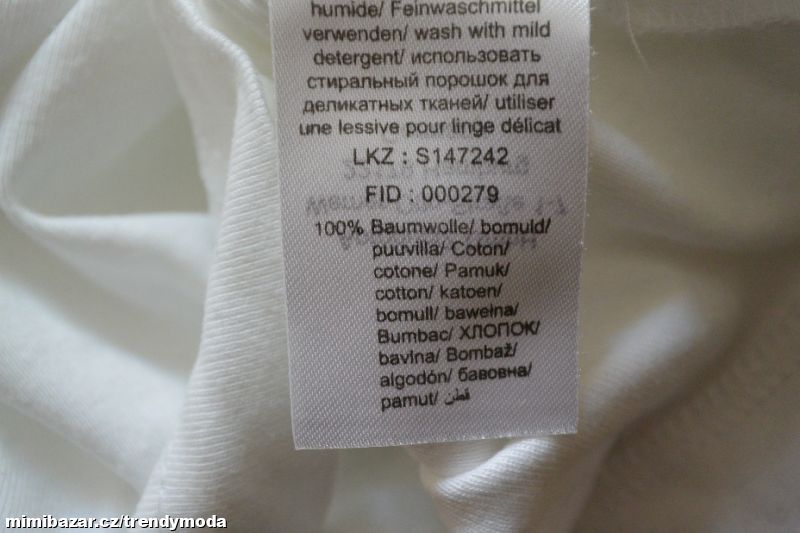 humide/ Feinwaschmittel
verwenden/ wash with mild
detergent/ использовать
стиральный порошок для
деликатных тканей/ utiliser
une lessive pour linge délicat
LKZ : S147242
FID : 000279
100% Baumwolle/ bomuld/
puuvilla/ Coton/
cotone/ Pamuk/
cotton/ katoen/
bomull/ bawełna/
Bumbac/ ХЛОПОК/
bavlna/ Bombaž/
algodón/ бавовна/
pamut/ قطن
mimibazar.cz/trendymoda